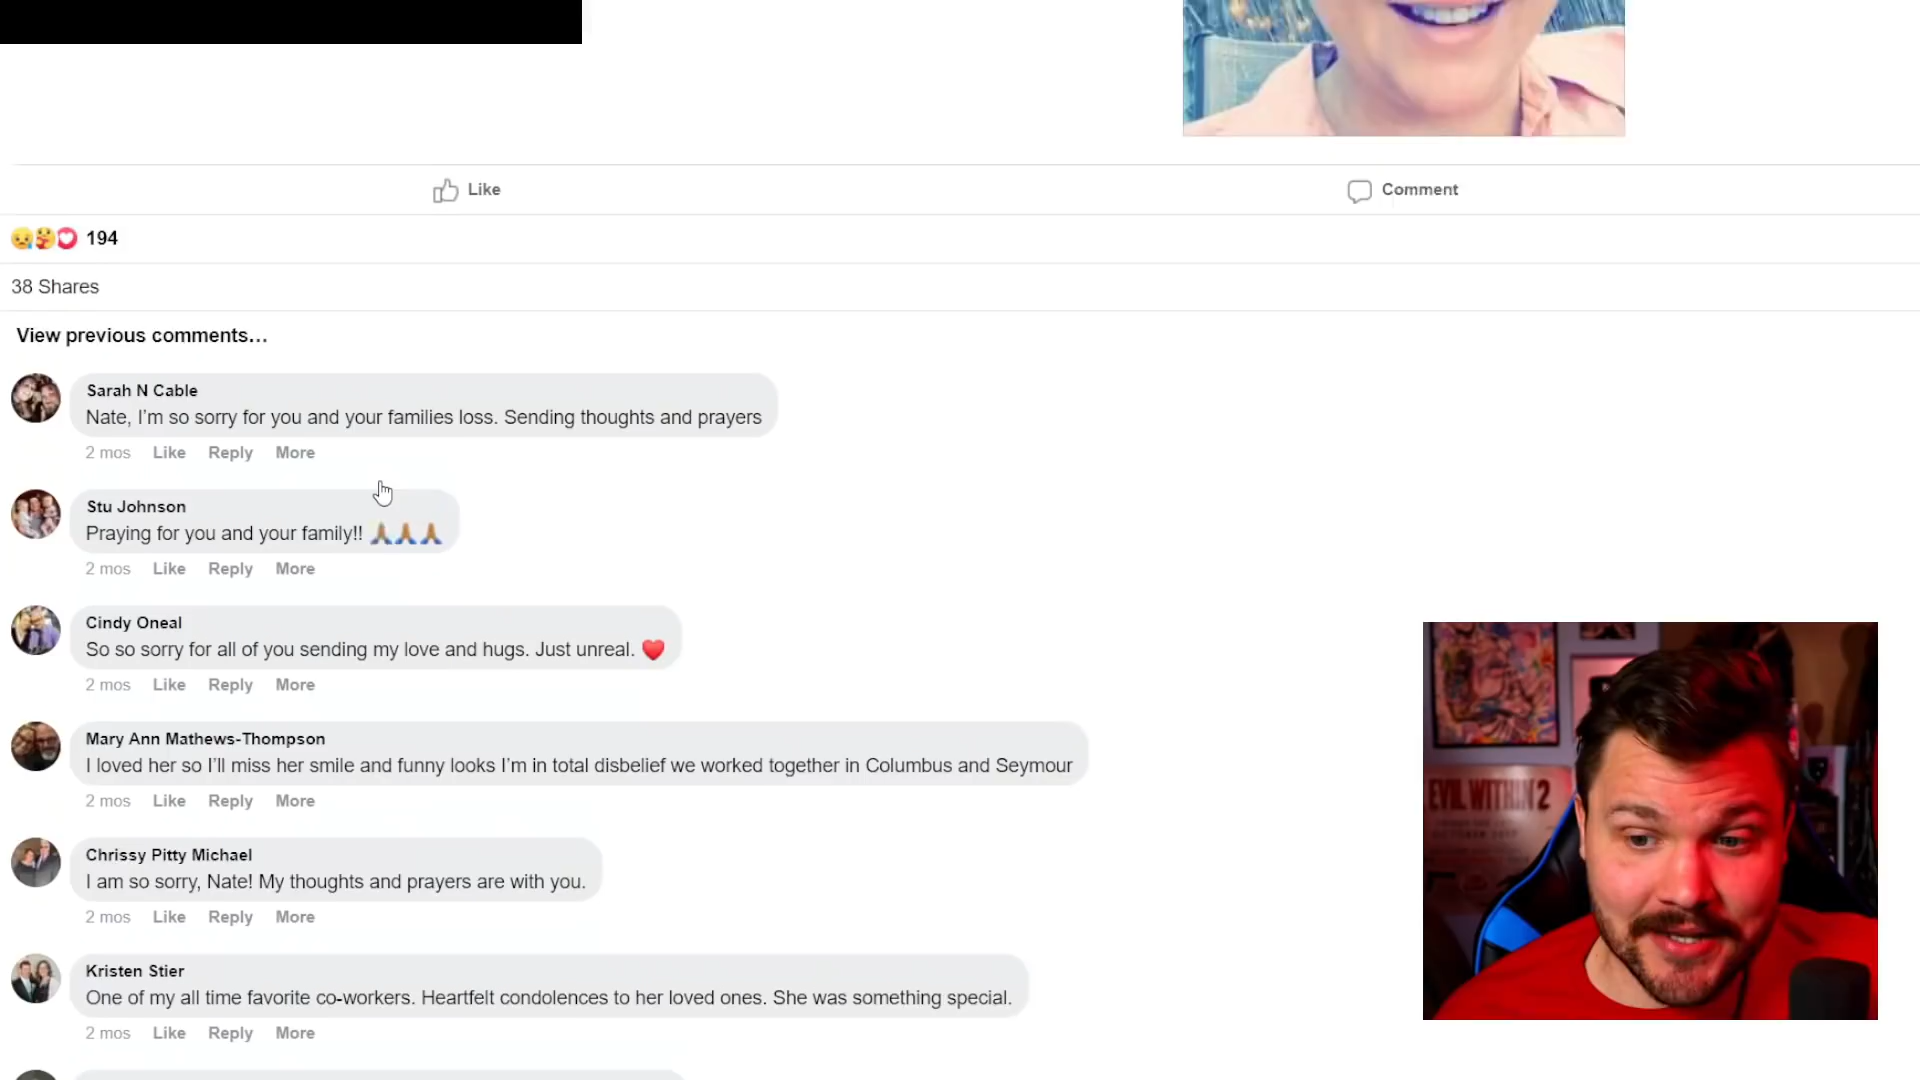 Like
Comment
194
38 Shares
View previous comments...
Sarah N Cable
Nate, I'm so sorry for you and your families loss. Sending thoughts and prayers
2 mos Like Reply More
Stu Johnson
Praying for you and your family!! 🙏🏽🙏🏽🙏🏽
2 mos Like Reply More
Cindy Oneal
So so sorry for all of you sending my love and hugs. Just unreal. ❤️
2 mos Like Reply More
Mary Ann Mathews-Thompson
I loved her so I'll miss her smile and funny looks I'm in total disbelief we worked together in Columbus and Seymour
2 mos Like Reply More
Chrissy Pitty Michael
I am so sorry, Nate! My thoughts and prayers are with you.
2 mos Like Reply More
Kristen Stier
One of my all time favorite co-workers. Heartfelt condolences to her loved ones. She was something special.
2 mos Like Reply More
EVIL WITHIN 2